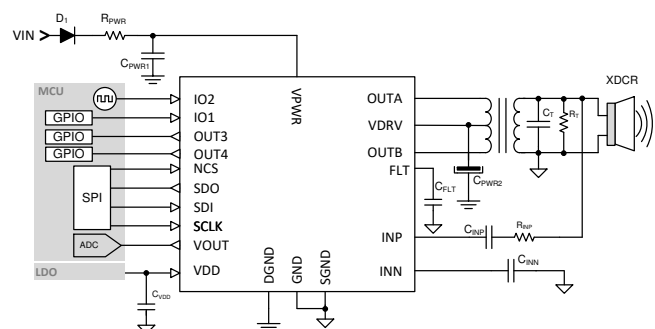 D1
RPWR
VIN
CPWR1
XDCR
MCU
VPWR
IO2
OUTA
GPIO
IO1
CT
RT
GPIO
OUT3
VDRV
GPIO
OUT4
OUTB
NCS
FLT
CPWR2
SPI
SDO
CFLT
SDI
SCLK
CINP
RINP
ADC
VOUT
INP
LDO
VDD
DGND
GND
SGND
INN
CINN
CVDD